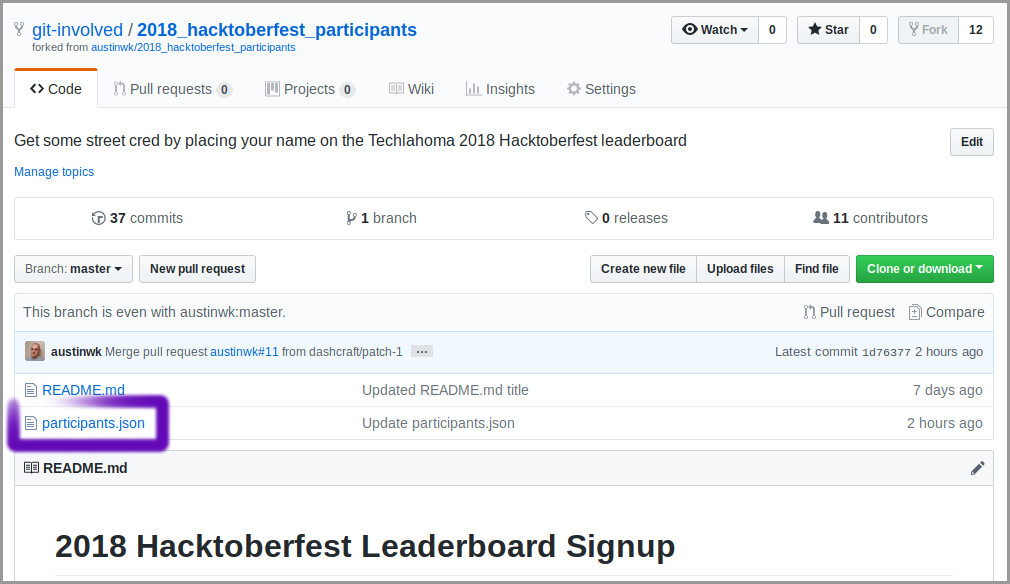 git-involved / 2018_hacktoberfest_participants Watch 0 Star 0 Fork 12
forked from austinwk/2018_hacktoberfest_participants
Code Pull requests 0 Projects 0 Wiki Insights Settings
Get some street cred by placing your name on the Techlahoma 2018 Hacktoberfest leaderboard Edit
Manage topics
37 commits 1 branch 0 releases 11 contributors
Branch: master New pull request Create new file Upload files Find file Clone or download
This branch is even with austinwk:master. Pull request Compare
austinwk Merge pull request austinwk#11 from dashcraft/patch-1 ... Latest commit 1d76377 2 hours ago
README.md Updated README.md title 7 days ago
participants.json Update participants.json 2 hours ago
README.md
2018 Hacktoberfest Leaderboard Signup